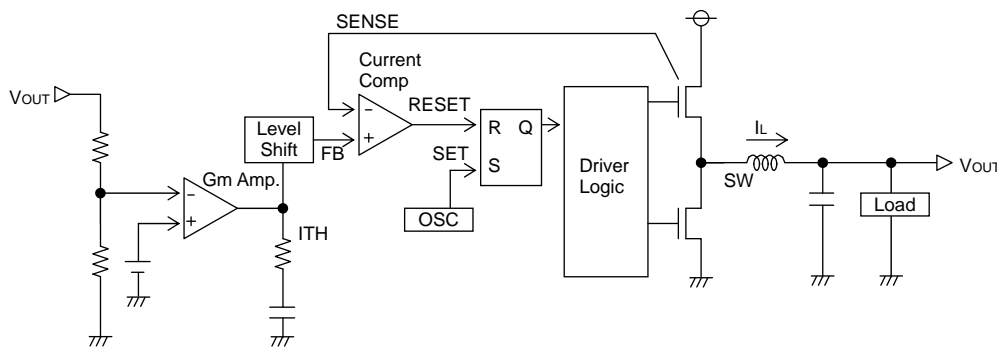 SENSE
Current
Comp
VOUT
RESET
Level
Shift
FB
R Q
S
SET
IL
Driver
Logic
SW
VOUT
Gm Amp.
OSC
Load
ITH
− +
− +